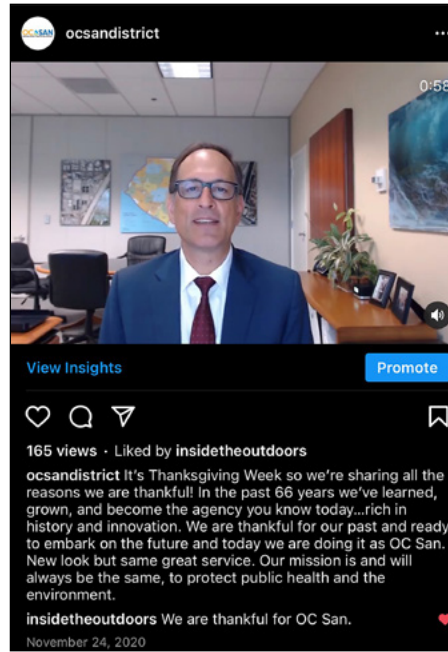 OC SAN
ocsandistrict
0:58
View Insights
Promote
165 views · Liked by insidetheoutdoors
ocsandistrict It's Thanksgiving Week so we're sharing all the
reasons we are thankful! In the past 66 years we've learned,
grown, and become the agency you know today...rich in
history and innovation. We are thankful for our past and ready
to embark on the future and today we are doing it as OC San.
New look but same great service. Our mission is and will
always be the same, to protect public health and the
environment.
insidetheoutdoors We are thankful for OC San.
November 24, 2020